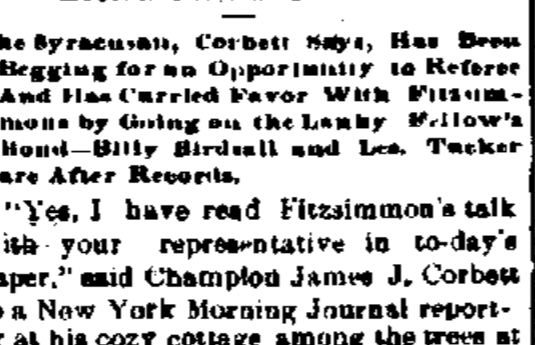 he Syracusan, Corbett Says, Has Been
Begging for an Opportunity to Referee
And Has Curried Favor With Fitzsim-
mons by Going on the Lanky Fellow's
Bond—Billy Birdsall and Les. Tucker
are After Records.
"Yes, I have read Fitzsimmon's talk
ith your representative in to-day's
aper." said Champion James J. Corbett
o a New York Morning Journal report-
r at his cozy cottage among the trees at